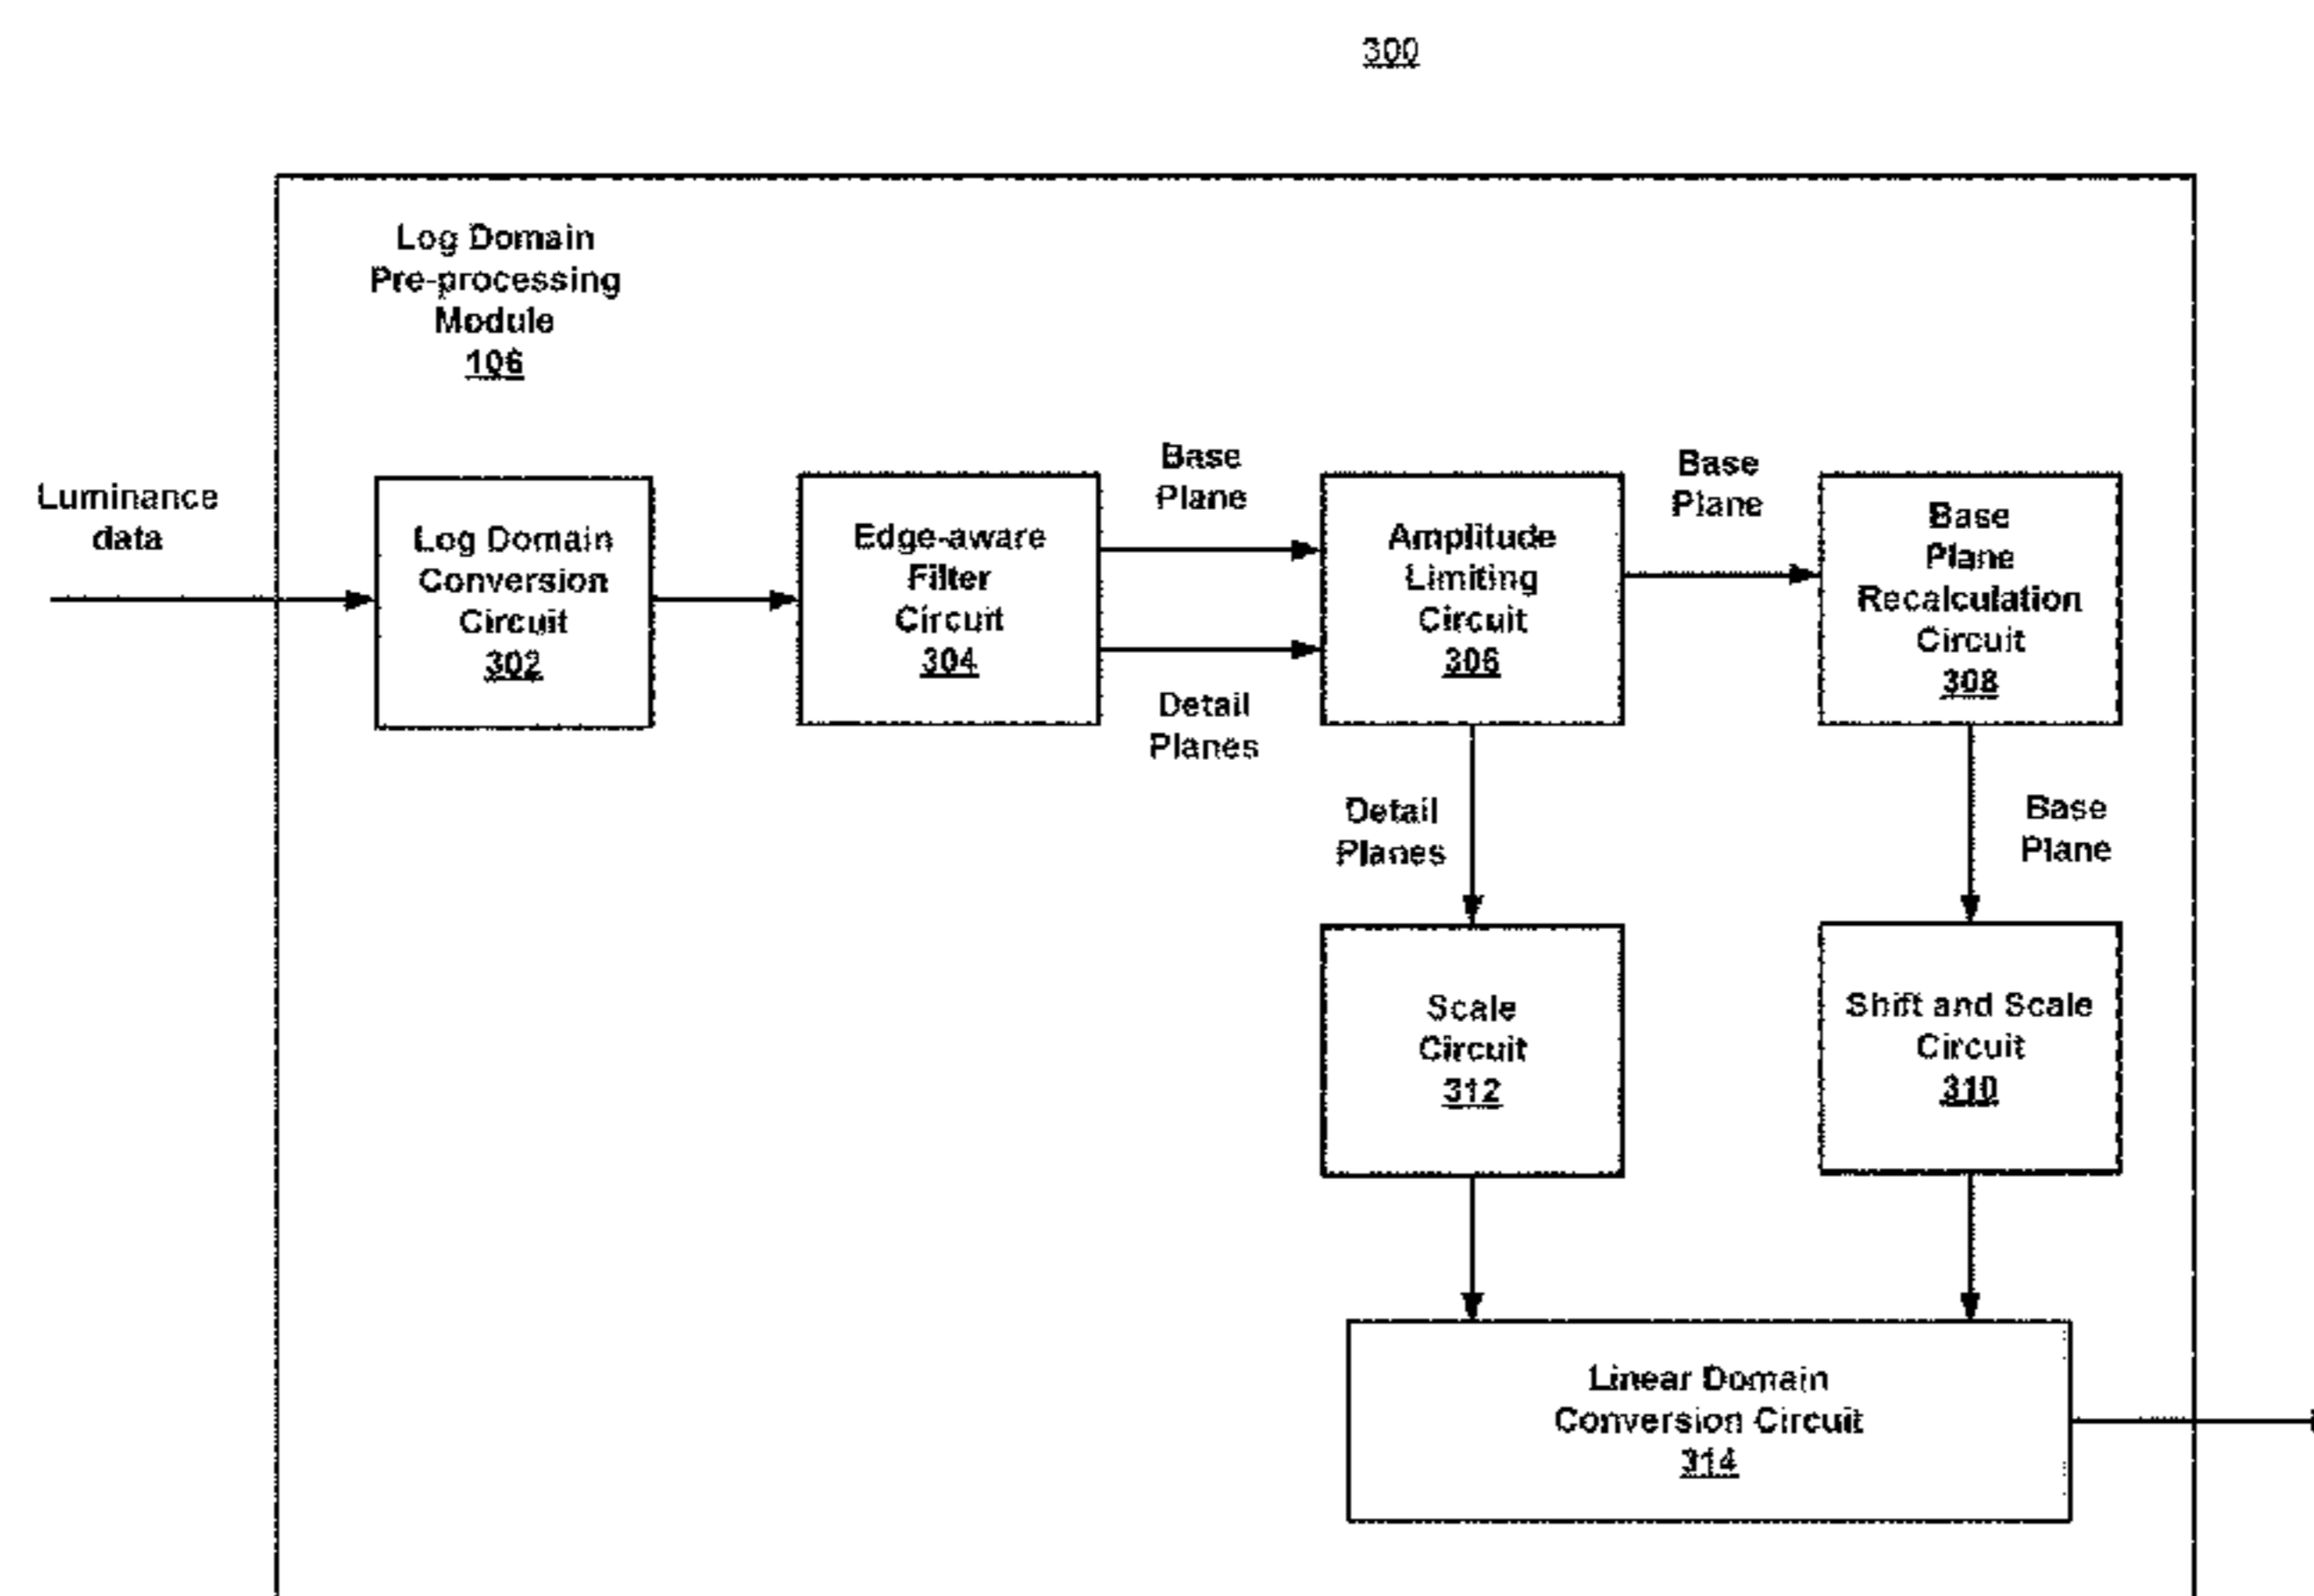 300
Log Domain
Pre-processing
Module
106
Luminance
data
Log Domain
Conversion
Circuit
302
Edge-aware
Filter
Circuit
304
Base
Plane
Detail
Planes
Amplitude
Limiting
Circuit
306
Base
Plane
Base
Plane
Recalculation
Circuit
308
Detail
Planes
Base
Plane
Scale
Circuit
312
Shift and Scale
Circuit
310
Linear Domain
Conversion Circuit
314